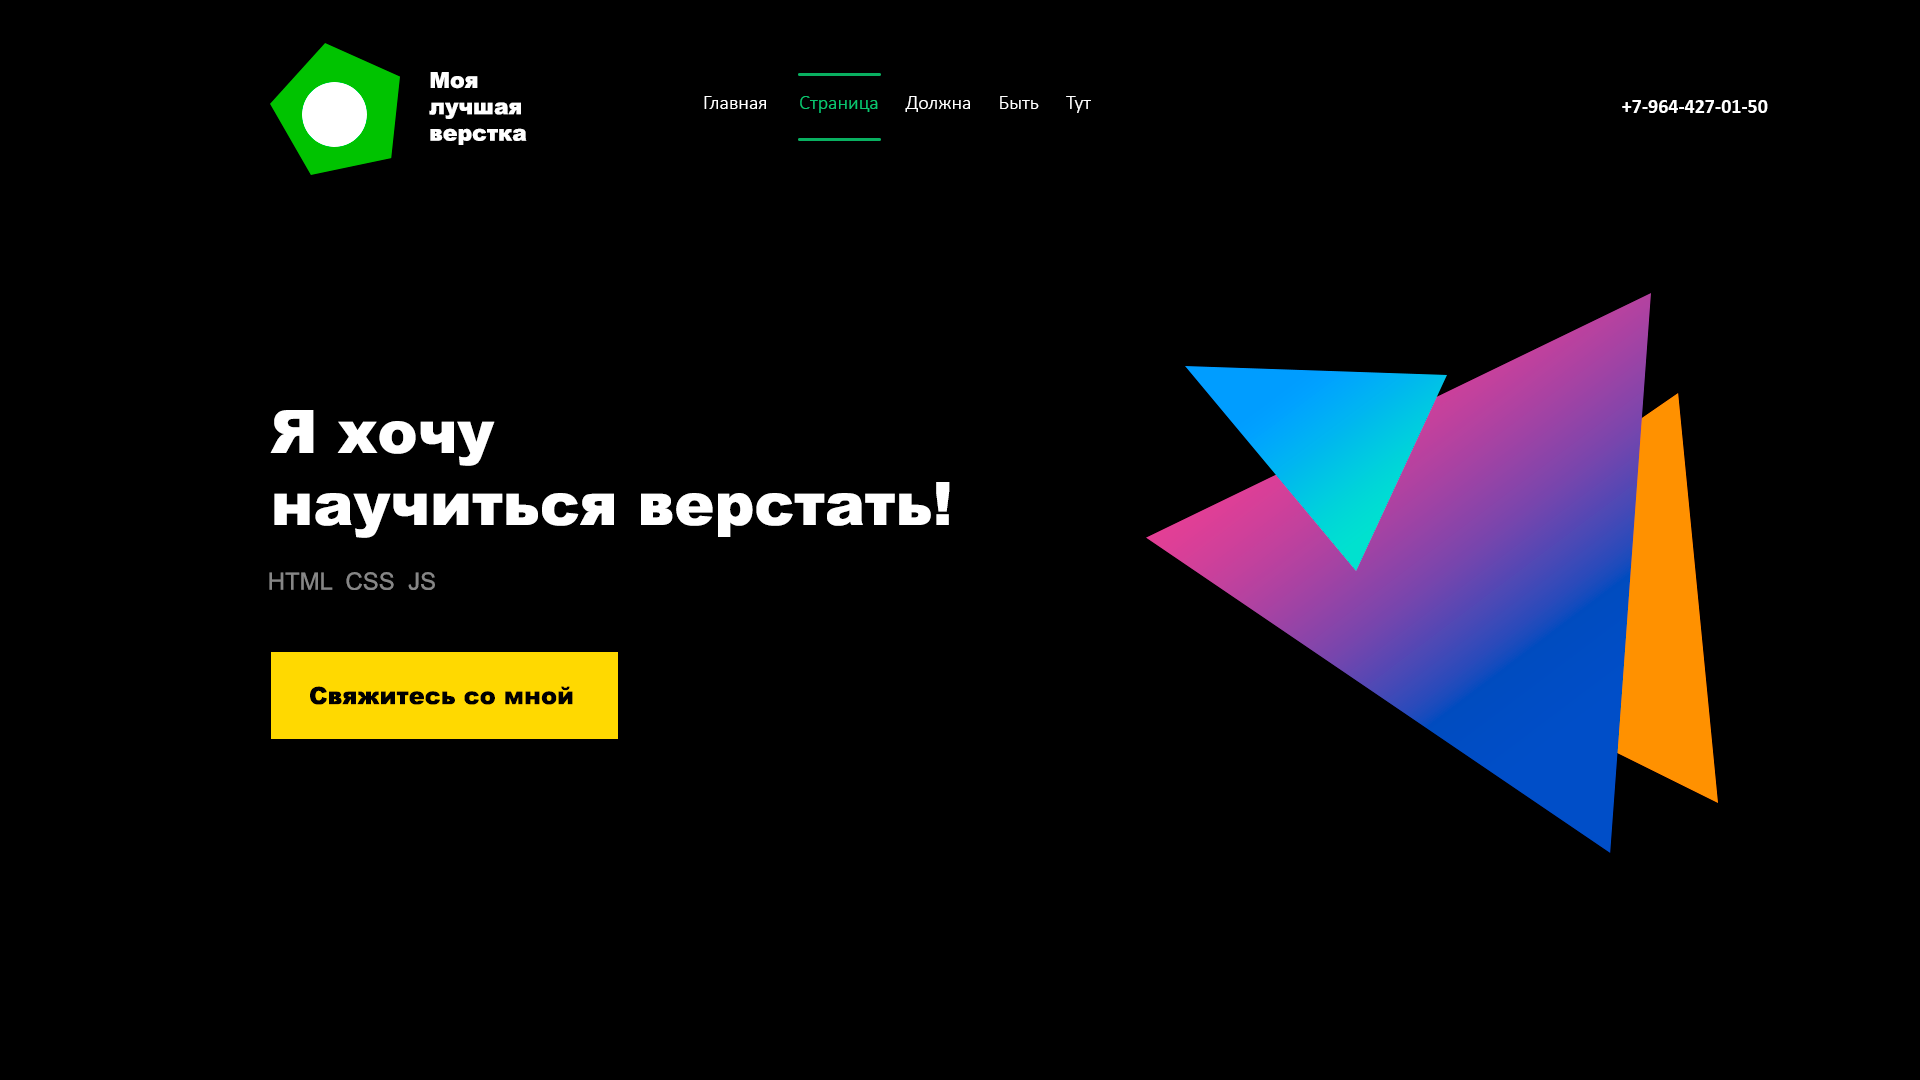 Моя
лучшая
верстка
Главная Страница Должна Быть Тут
+7-964-427-01-50
Я хочу
научиться верстать!
HTML CSS JS
Свяжитесь со мной